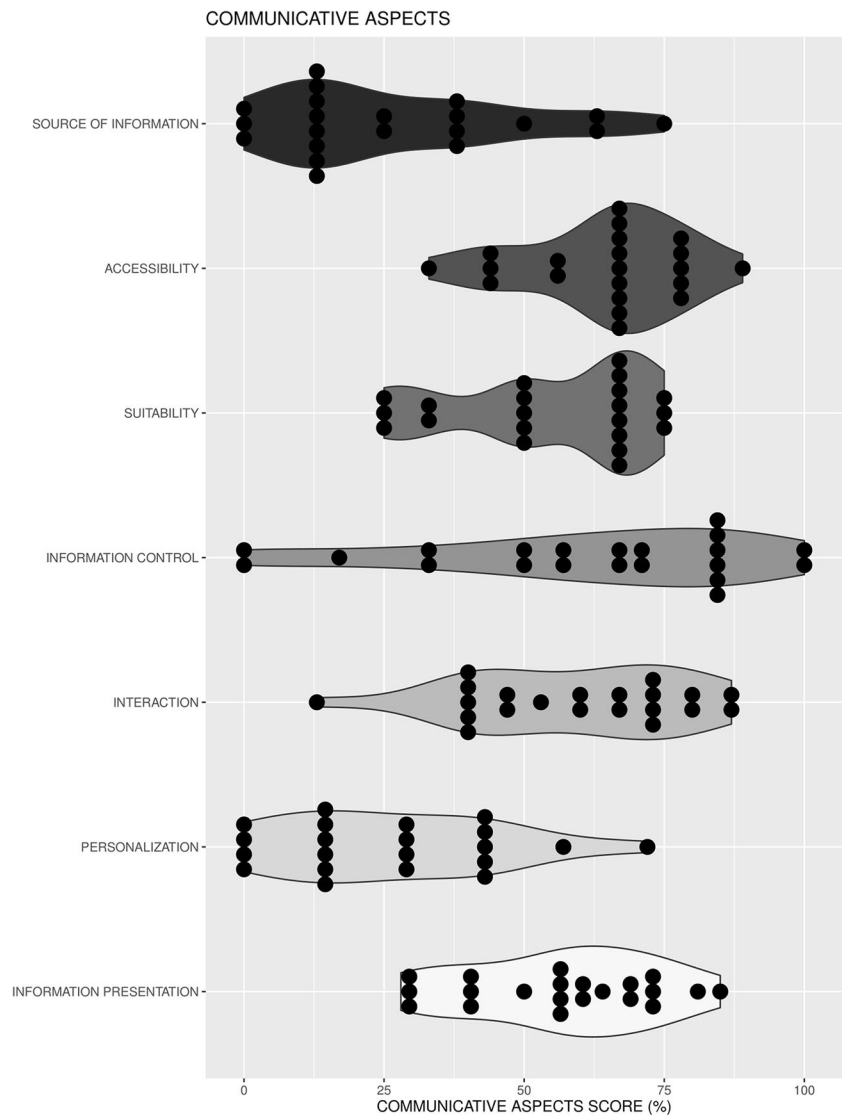 COMMUNICATIVE ASPECTS
SOURCE OF INFORMATION
ACCESSIBILITY
SUITABILITY
INFORMATION CONTROL
INTERACTION
PERSONALIZATION
INFORMATION PRESENTATION
0 25 50 75 100
COMMUNICATIVE ASPECTS SCORE (%)